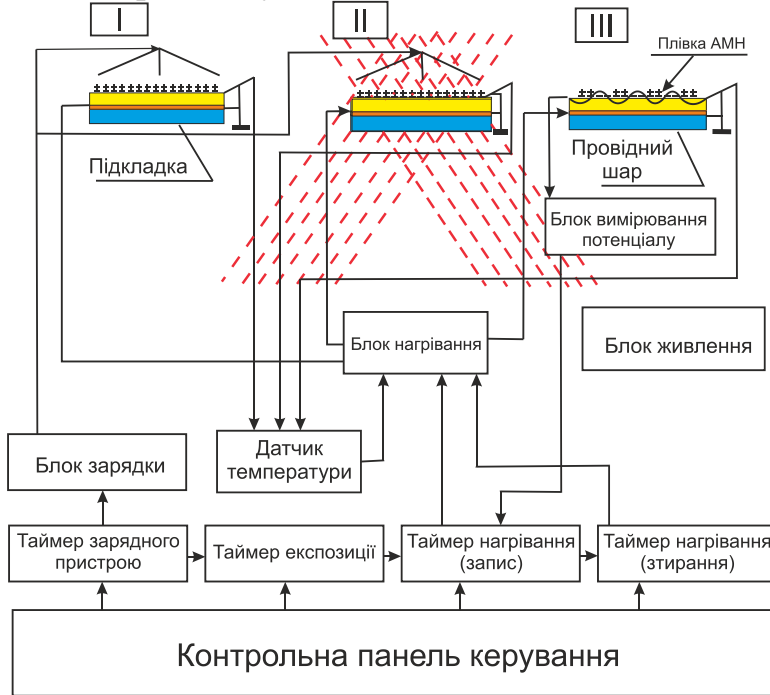 I
II
III
Плівка АМН
Підкладка
Провідний
шар
Блок вимірювання
потенціалу
Блок нагрівання
Блок живлення
Блок зарядки
Датчик
температури
Таймер зарядного
пристрою
Таймер експозиції
Таймер нагрівання
(запис)
Таймер нагрівання
(зтирання)
Контрольна панель керування